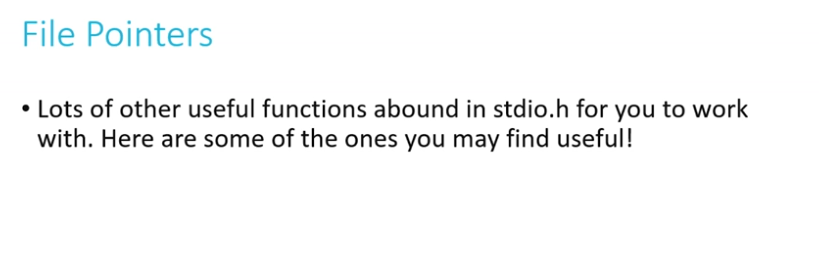 File Pointers
• Lots of other useful functions abound in stdio.h for you to work
with. Here are some of the ones you may find useful!